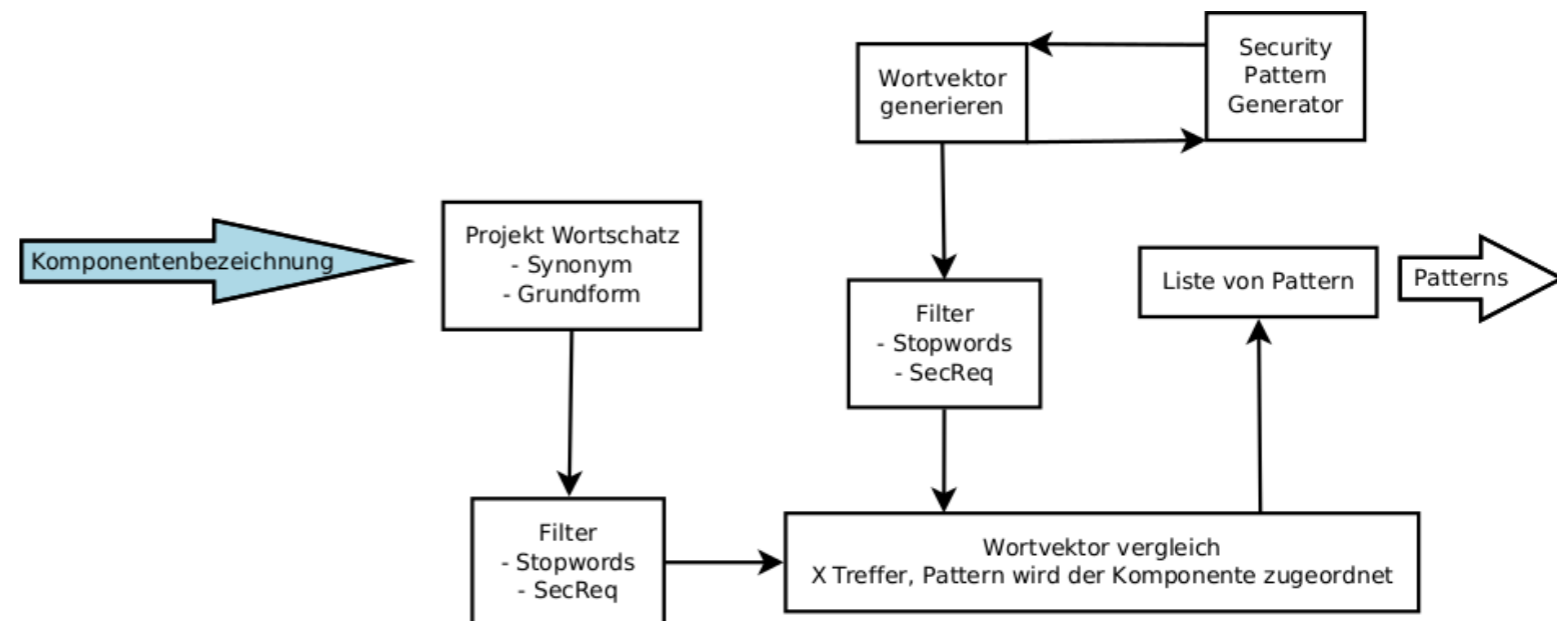 Wortvektor
generieren
Security
Pattern
Generator
Komponentenbezeichnung
Projekt Wortschatz
- Synonym
- Grundform
Filter
- Stopwords
- SecReq
Liste von Pattern
Patterns
Filter
- Stopwords
- SecReq
Wortvektor vergleich
X Treffer, Pattern wird der Komponente zugeordnet